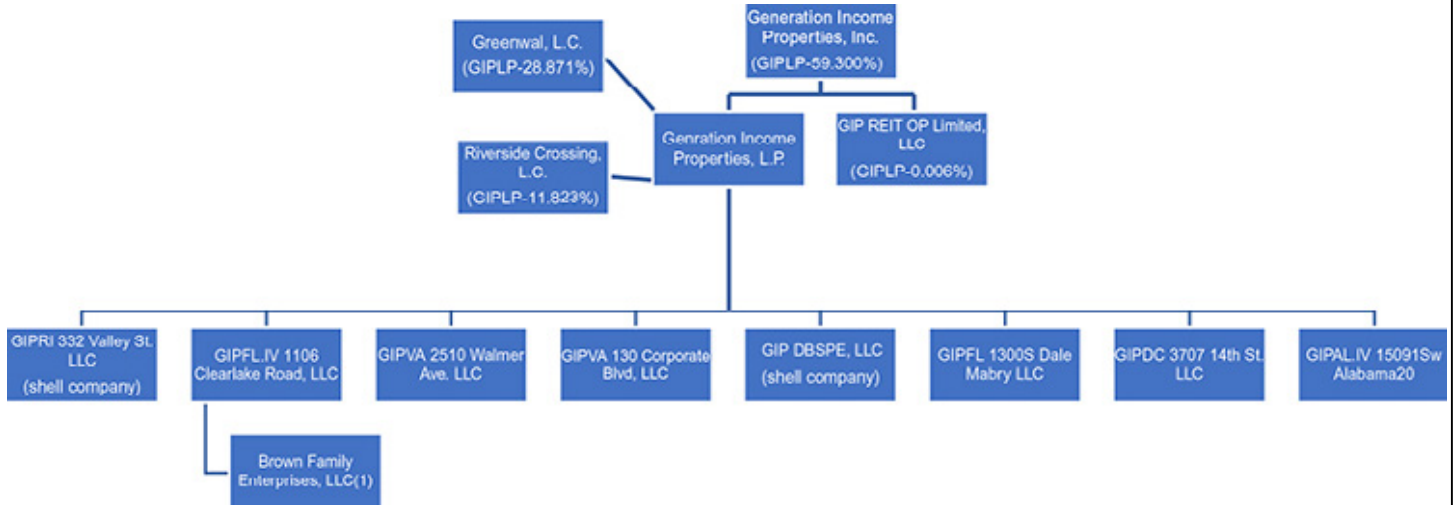 Greenwal, L.C.
(GIPLP-28.871%)
Generation Income
Properties, Inc.
(GIPLP-59.300%)
Genration Income
Properties, L.P.
GIP REIT OP Limited,
LLC
(GIPLP-0.006%)
Riverside Crossing,
L.C.
(GIPLP-11.823%)
GIPRI 332 Valley St.
LLC
(shell company)
GIPFL.IV 1106
Clearlake Road, LLC
GIPVA 2510 Walmer
Ave. LLC
GIPVA 130 Corporate
Blvd, LLC
GIP DBSPE, LLC
(shell company)
GIPFL 1300S Dale
Mabry LLC
GIPDC 3707 14th St.
LLC
GIPAL.IV 15091Sw
Alabama20
Brown Family
Enterprises, LLC(1)